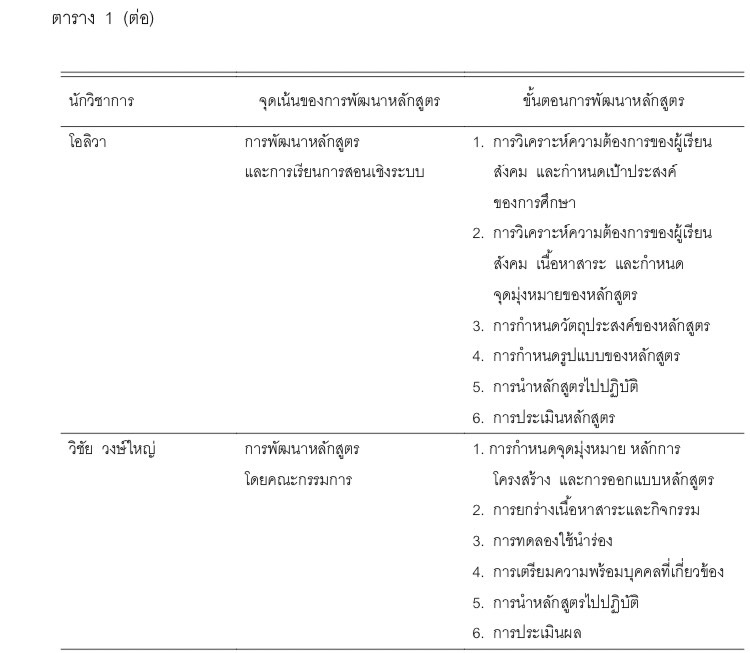 ตาราง 1 (ต่อ)
นักวิชาการ จุดเน้นของการพัฒนาหลักสูตร ขั้นตอนการพัฒนาหลักสูตร
โอลิวา การพัฒนาหลักสูตร 1. การวิเคราะห์ความต้องการของผู้เรียน
และการเรียนการสอนเชิงระบบ สังคม และกำหนดเป้าประสงค์
ของการศึกษา
2. การวิเคราะห์ความต้องการของผู้เรียน
สังคม เนื้อหาสาระ และกำหนด
จุดมุ่งหมายของหลักสูตร
3. การกำหนดวัตถุประสงค์ของหลักสูตร
4. การกำหนดรูปแบบของหลักสูตร
5. การนำหลักสูตรไปปฏิบัติ
6. การประเมินหลักสูตร
วิชัย วงษ์ใหญ่ การพัฒนาหลักสูตร 1. การกำหนดจุดมุ่งหมาย หลักการ
โดยคณะกรรมการ โครงสร้าง และการออกแบบหลักสูตร
2. การยกร่างเนื้อหาสาระและกิจกรรม
3. การทดลองใช้นำร่อง
4. การเตรียมความพร้อมบุคคลที่เกี่ยวข้อง
5. การนำหลักสูตรไปปฏิบัติ
6. การประเมินผล